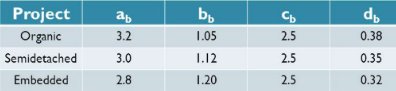 Project a_b b_b c_b d_b
Organic 3.2 1.05 2.5 0.38
Semidetached 3.0 1.12 2.5 0.35
Embedded 2.8 1.20 2.5 0.32